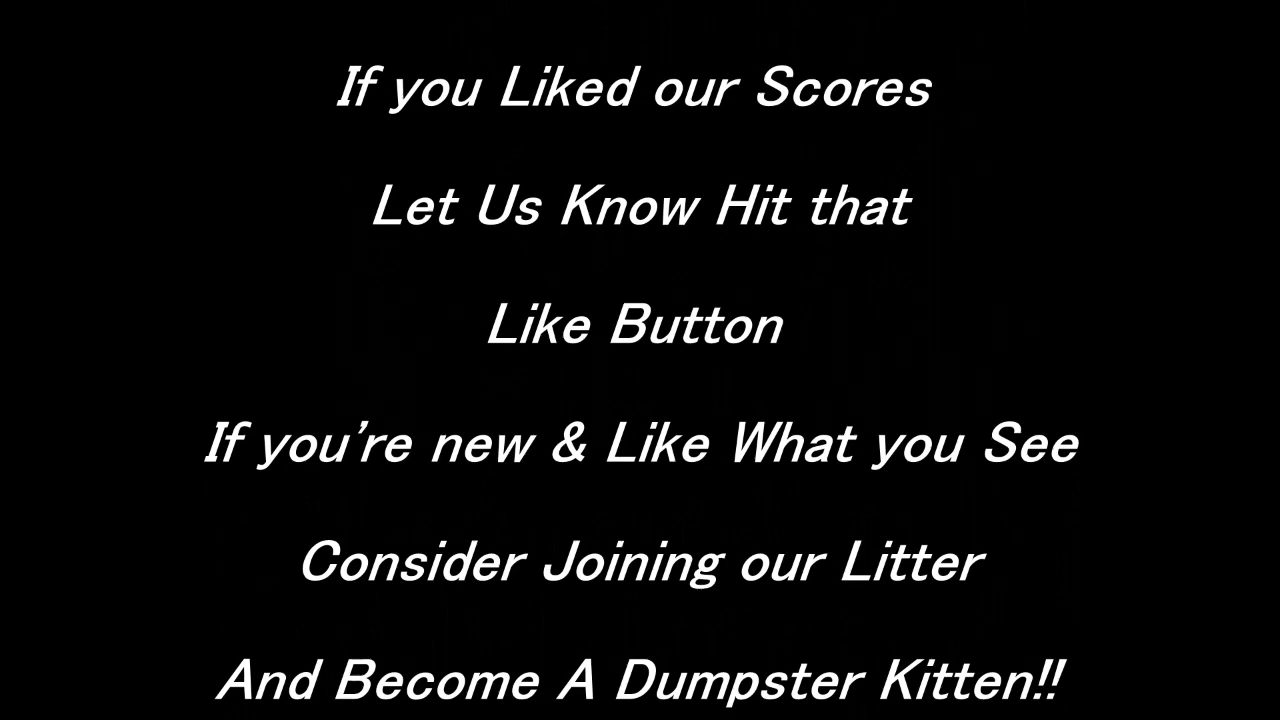 If you Liked our Scores
Let Us Know Hit that
Like Button
If you're new & Like What you See
Consider Joining our Litter
And Become A Dumpster Kitten!!